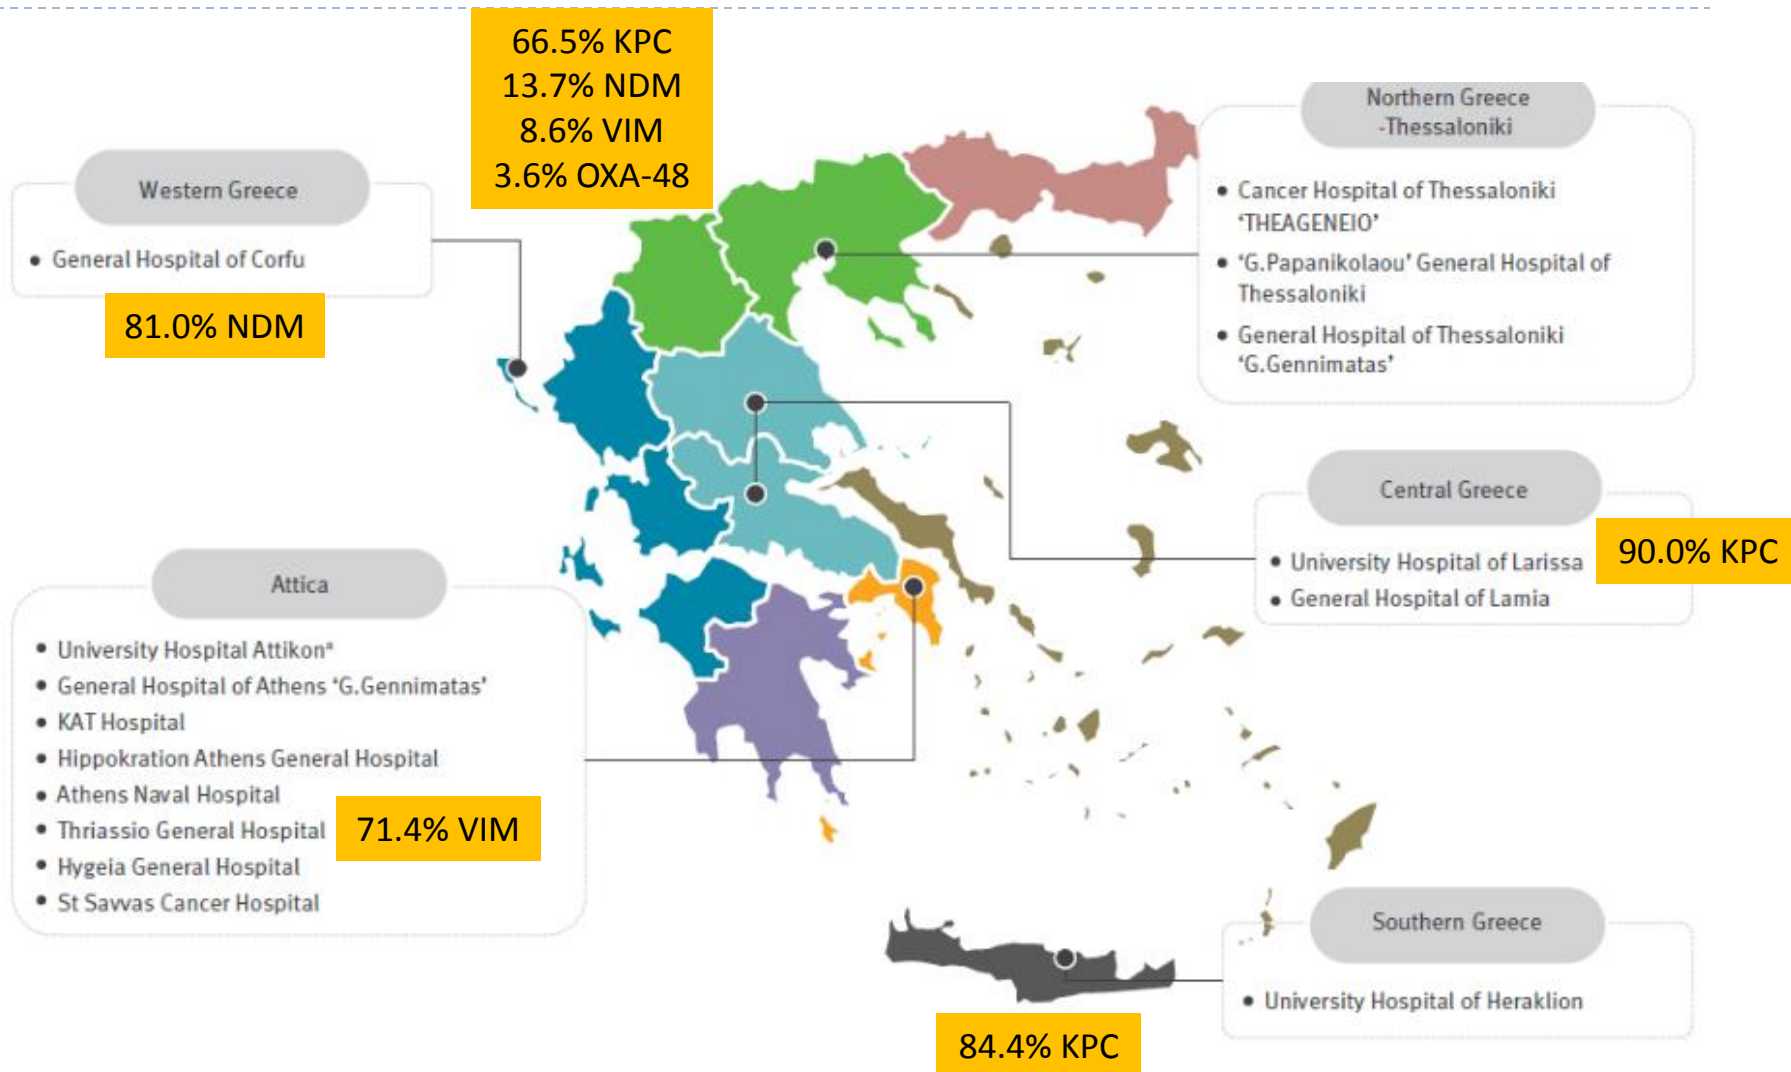 66.5% KPC
13.7% NDM
8.6% VIM
3.6% OXA-48
Western Greece
• General Hospital of Corfu
81.0% NDM
Northern Greece
-Thessaloniki
• Cancer Hospital of Thessaloniki
‘THEAGENEIO’
• ‘G.Papanikolaou’ General Hospital of
Thessaloniki
• General Hospital of Thessaloniki
‘G.Gennimatas’
Central Greece
• University Hospital of Larissa
• General Hospital of Lamia
90.0% KPC
Attica
• University Hospital Attikonª
• General Hospital of Athens ‘G.Gennimatas’
• KAT Hospital
• Hippokration Athens General Hospital
• Athens Naval Hospital
• Thriassio General Hospital
• Hygeia General Hospital
• St Savvas Cancer Hospital
71.4% VIM
Southern Greece
• University Hospital of Heraklion
84.4% KPC